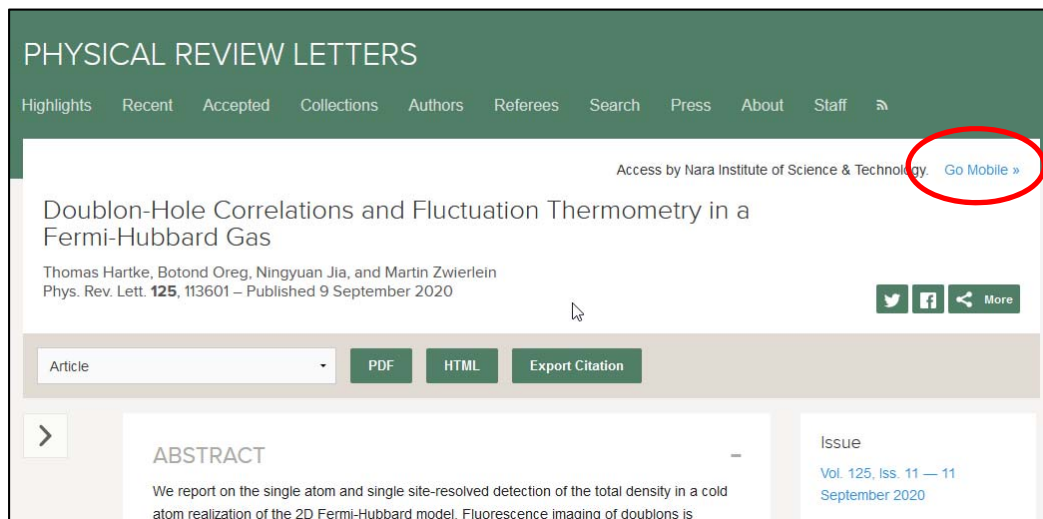 PHYSICAL REVIEW LETTERS
Highlights Recent Accepted Collections Authors Referees Search Press About Staff
Access by Nara Institute of Science & Technology. Go Mobile »
Doublon-Hole Correlations and Fluctuation Thermometry in a
Fermi-Hubbard Gas
Thomas Hartke, Botond Oreg, Ningyuan Jia, and Martin Zwierlein
Phys. Rev. Lett. 125, 113601 – Published 9 September 2020
More
Article PDF HTML Export Citation
ABSTRACT
We report on the single atom and single site-resolved detection of the total density in a cold
atom realization of the 2D Fermi-Hubbard model. Fluorescence imaging of doublons is
Issue
Vol. 125, Iss. 11 — 11
September 2020